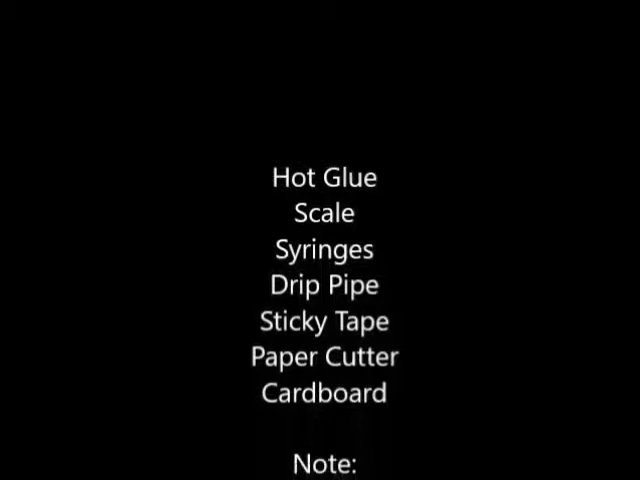 Hot Glue
Scale
Syringes
Drip Pipe
Sticky Tape
Paper Cutter
Cardboard
Note: